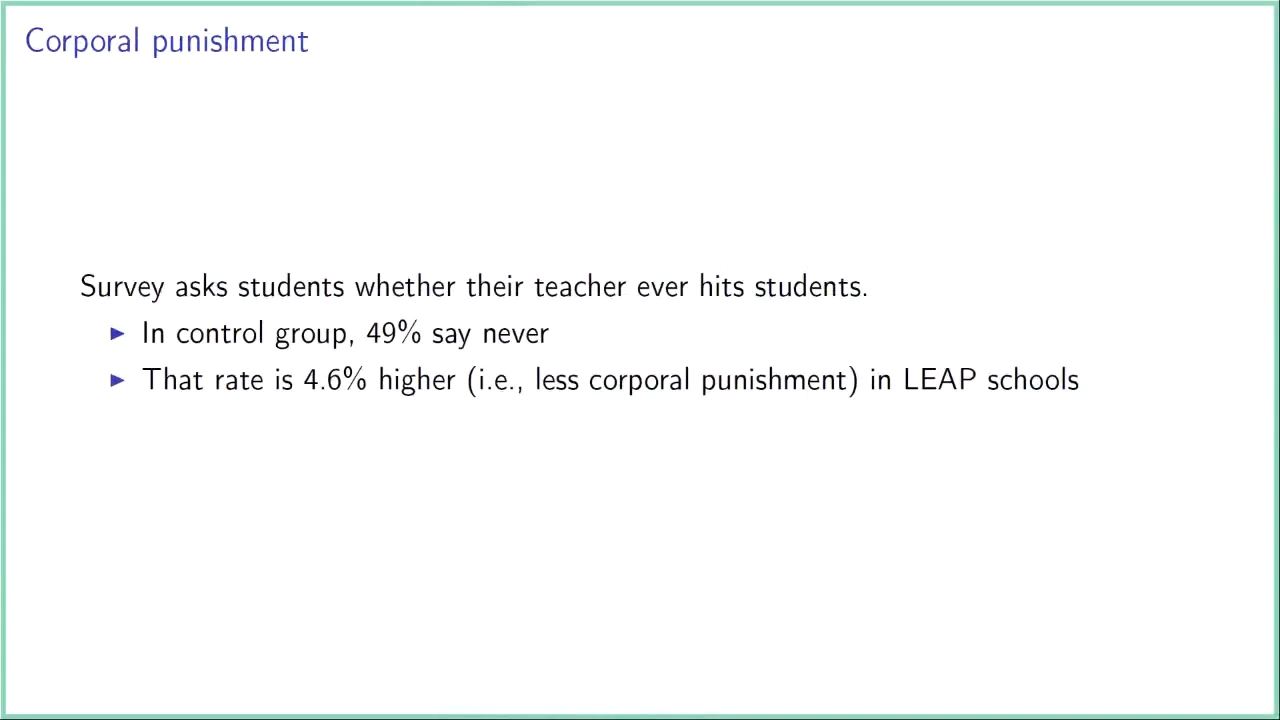 Corporal punishment
Survey asks students whether their teacher ever hits students.
▶ In control group, 49% say never
▶ That rate is 4.6% higher (i.e., less corporal punishment) in LEAP schools